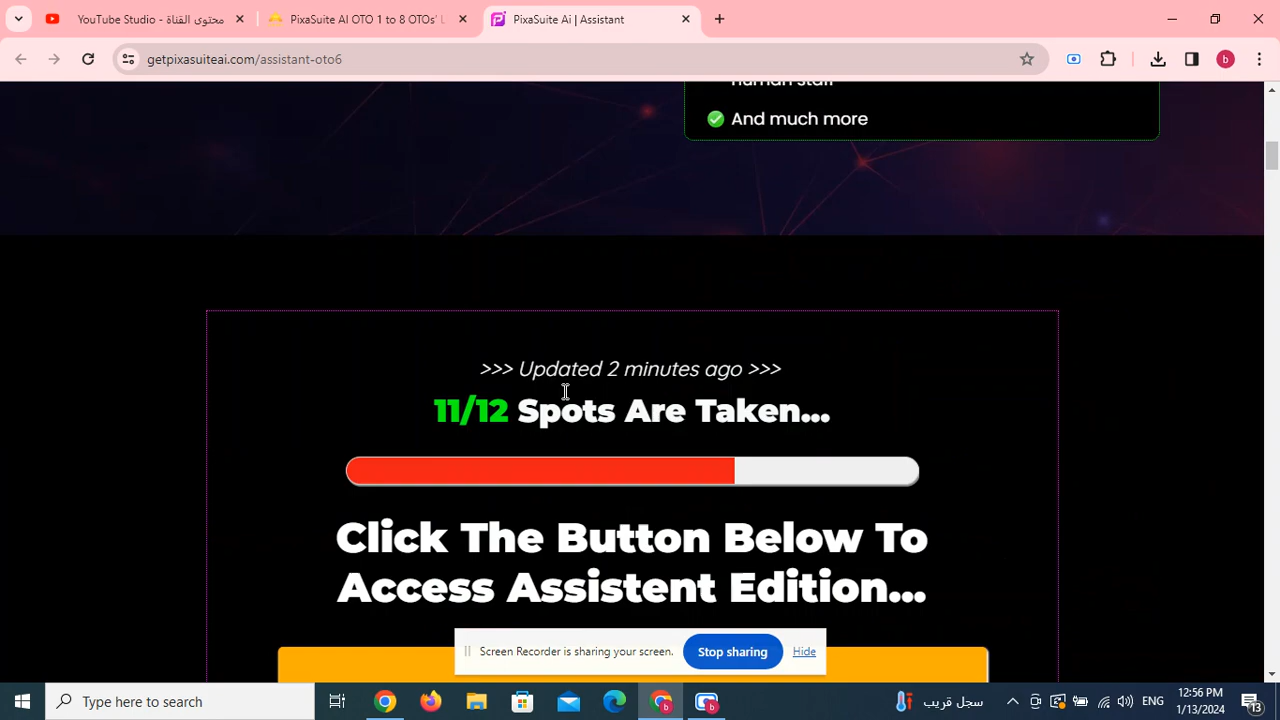 YouTube Studio - محتوى القناة
PixaSuite AI OTO 1 to 8 OTOs' L
PixaSuite Ai | Assistant
getpixasuiteai.com/assistant-oto6
b
human staff
And much more
>>> Updated 2 minutes ago >>>
11/12 Spots Are Taken...
Click The Button Below To
Access Assistent Edition...
Screen Recorder is sharing your screen.
Stop sharing
Hide
Type here to search
سجل قريب
ENG
12:56 PM
1/13/2024
13